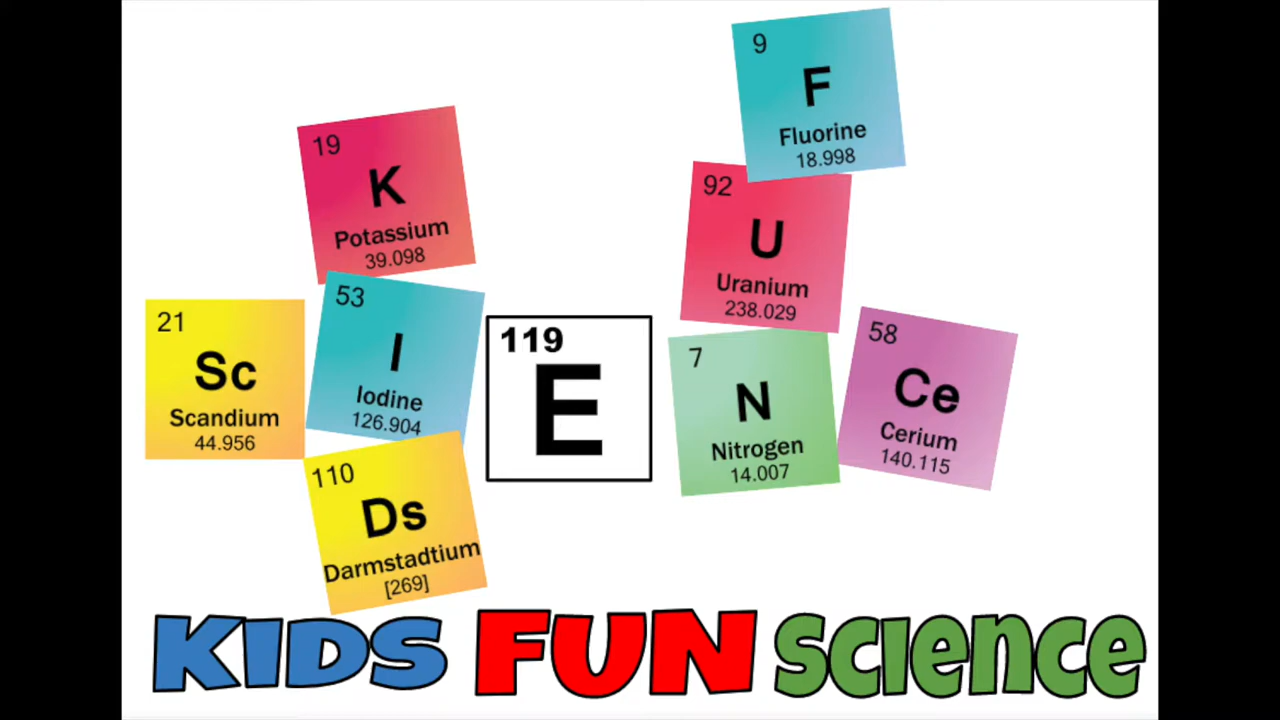 9
F
Fluorine
18.998
19
K
Potassium
39.098
92
U
Uranium
238.029
21
Sc
Scandium
44.956
53
I
Iodine
126.904
119
E
7
N
Nitrogen
14.007
58
Ce
Cerium
140.115
110
Ds
Darmstadtium
[269]
KIDS FUN SCIENCE